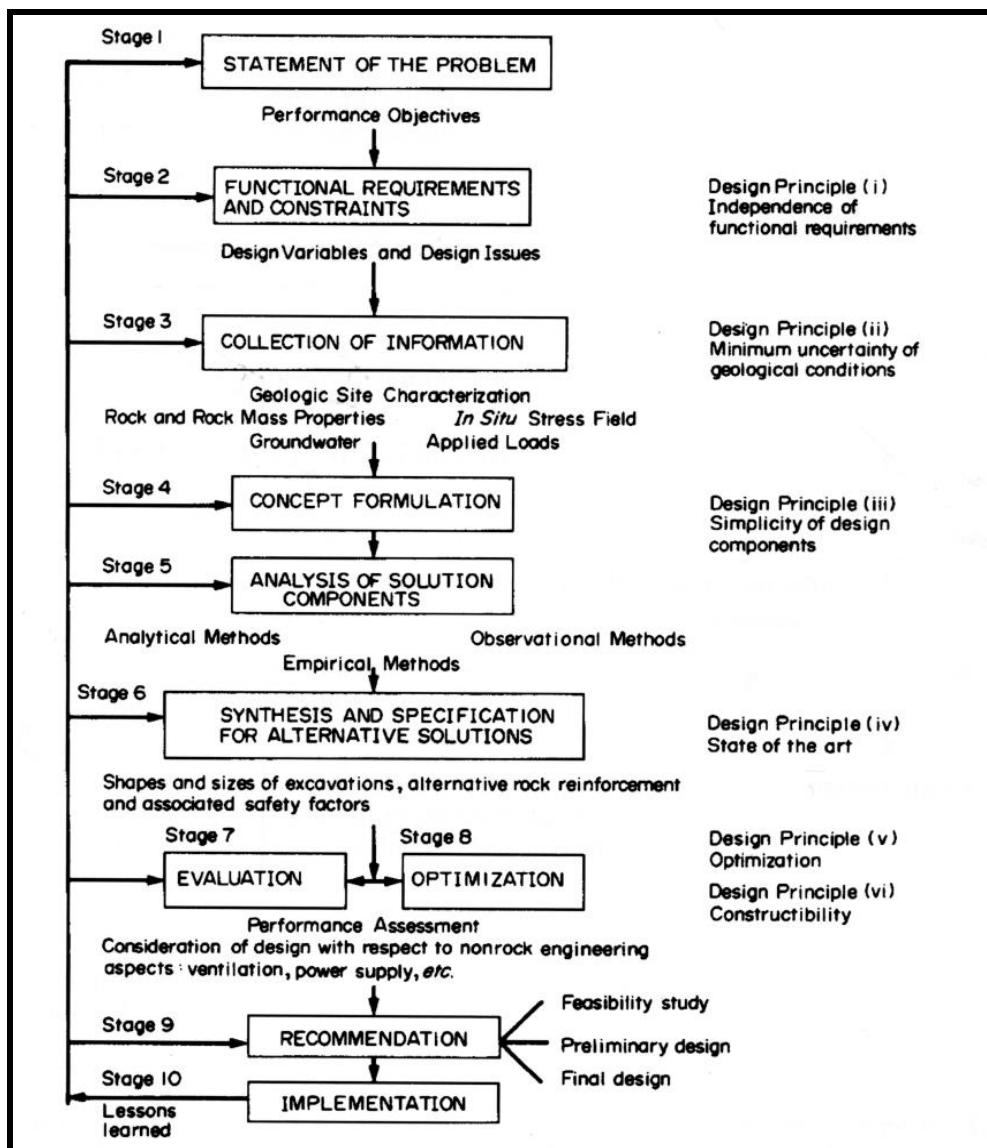 Stage 1
STATEMENT OF THE PROBLEM
Performance Objectives
Stage 2
FUNCTIONAL REQUIREMENTS
AND CONSTRAINTS
Design Principle (i)
Independence of
functional requirements
Design Variables and Design Issues
Stage 3
COLLECTION OF INFORMATION
Design Principle (ii)
Minimum uncertainty of
geological conditions
Geologic Site Characterization
Rock and Rock Mass Properties In Situ Stress Field
Groundwater Applied Loads
Stage 4
CONCEPT FORMULATION
Design Principle (iii)
Simplicity of design
components
Stage 5
ANALYSIS OF SOLUTION
COMPONENTS
Analytical Methods Observational Methods
Empirical Methods
Stage 6
SYNTHESIS AND SPECIFICATION
FOR ALTERNATIVE SOLUTIONS
Design Principle (iv)
State of the art
Shapes and sizes of excavations, alternative rock reinforcement
and associated safety factors
Stage 7
EVALUATION
Stage 8
OPTIMIZATION
Design Principle (v)
Optimization
Design Principle (vi)
Constructibility
Performance Assessment
Consideration of design with respect to nonrock engineering
aspects: ventilation, power supply, etc.
Stage 9
RECOMMENDATION
Feasibility study
Preliminary design
Final design
Stage 10
Lessons
learned
IMPLEMENTATION